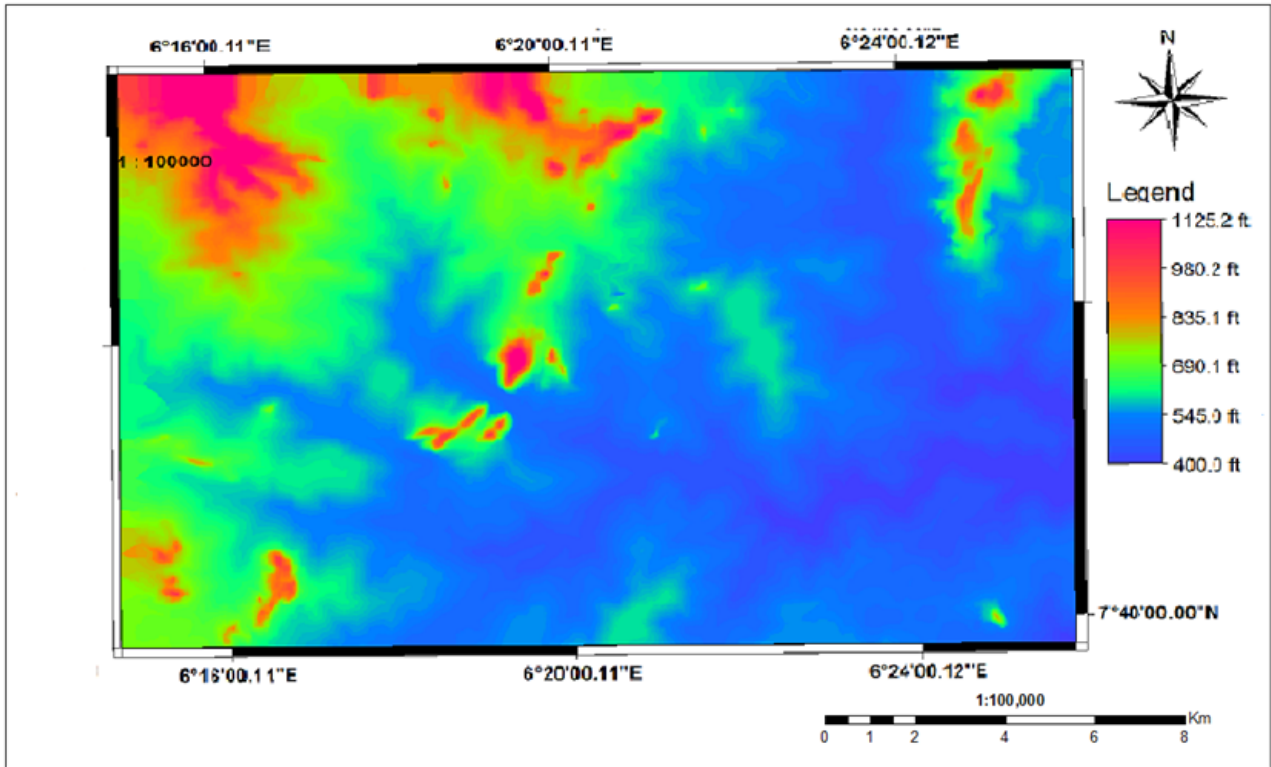 6°16'00.11"E
6°20'00.11"E
6°24'00.12"E
N
1 : 100000
Legend
1125.2 ft
980.2 ft
835.1 ft
690.1 ft
545.0 ft
400.0 ft
7°40'00.00"N
6°16'00.11"E
6°20'00.11"E
6°24'00.12"E
1:100,000
Km
0 1 2 4 6 8